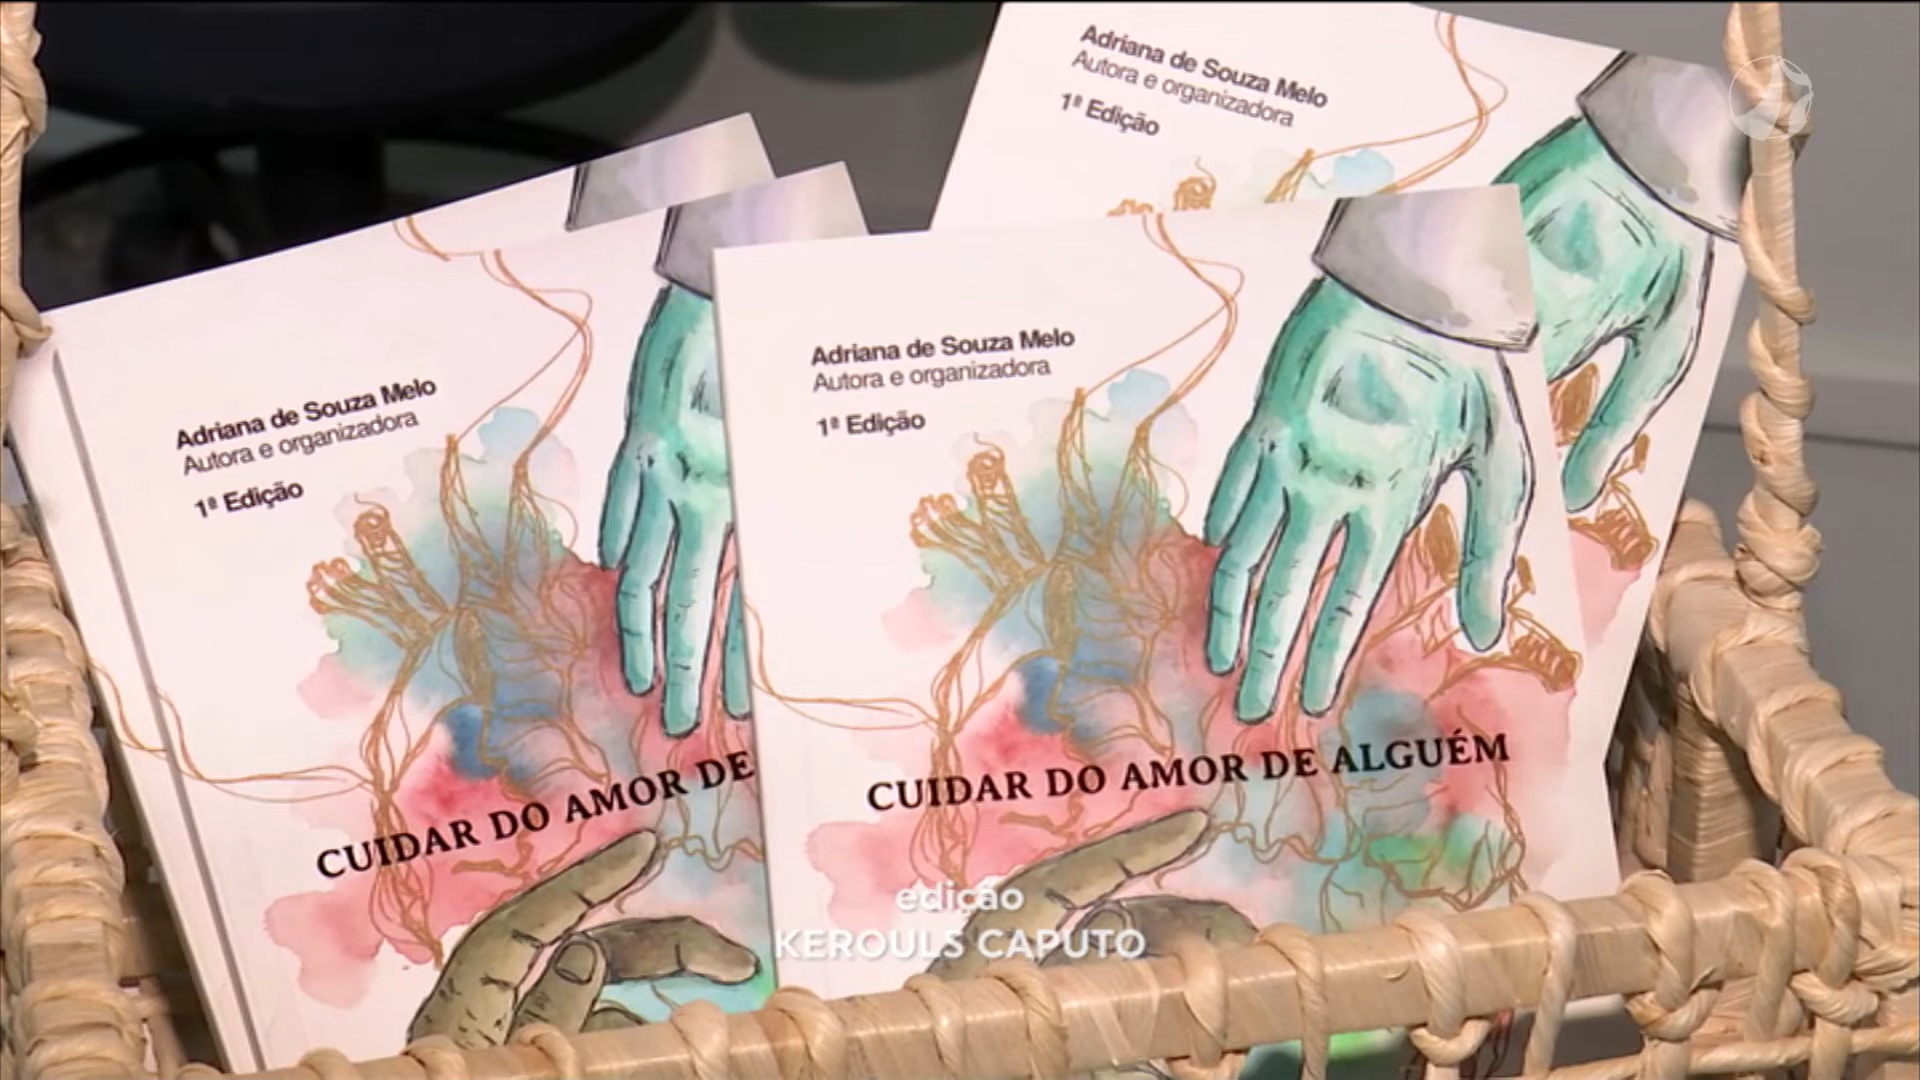 Adriana de Souza Melo
Autora e organizadora
1ª Edição
Adriana de Souza Melo
Autora e organizadora
1ª Edição
CUIDAR DO AMOR DE
Adriana de Souza Melo
Autora e organizadora
1ª Edição
CUIDAR DO AMOR DE ALGUÉM
edição
KEROULS CAPUTO